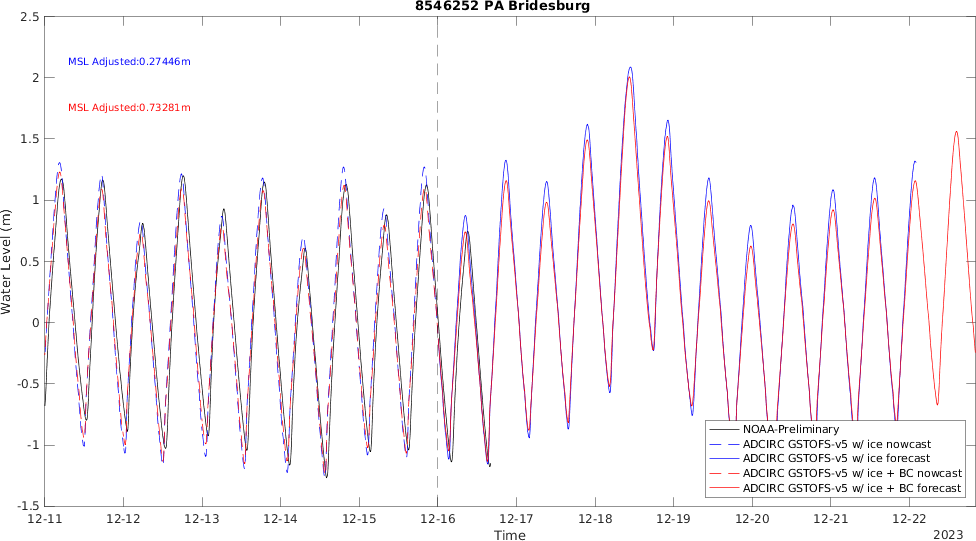 8546252 PA Bridesburg
2.5
2
1.5
1
0.5
0
-0.5
-1
-1.5
Water Level (m)
MSL Adjusted:0.27446m
MSL Adjusted:0.73281m
NOAA-Preliminary
ADCIRC GSTOFS-v5 w/ ice nowcast
ADCIRC GSTOFS-v5 w/ ice forecast
ADCIRC GSTOFS-v5 w/ ice + BC nowcast
ADCIRC GSTOFS-v5 w/ ice + BC forecast
12-11 12-12 12-13 12-14 12-15 12-16 12-17 12-18 12-19 12-20 12-21 12-22
Time
2023